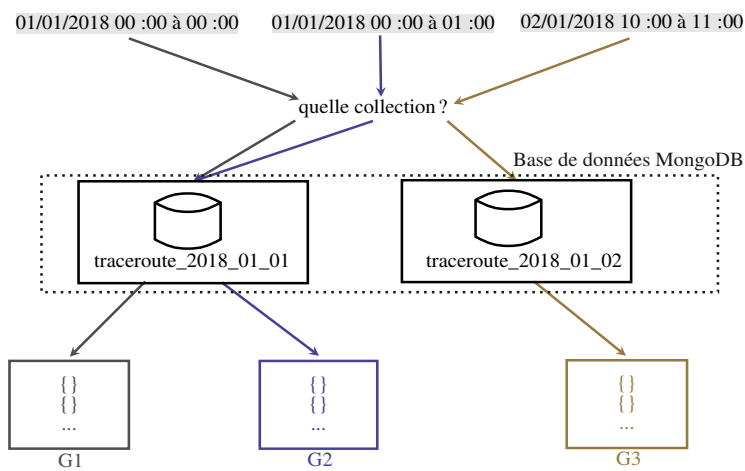 01/01/2018 00 :00 à 00 :00
01/01/2018 00 :00 à 01 :00
02/01/2018 10 :00 à 11 :00
quelle collection ?
Base de données MongoDB
traceroute_2018_01_01
traceroute_2018_01_02
{}
{}
...
G1
{}
{}
...
G2
{}
{}
...
G3